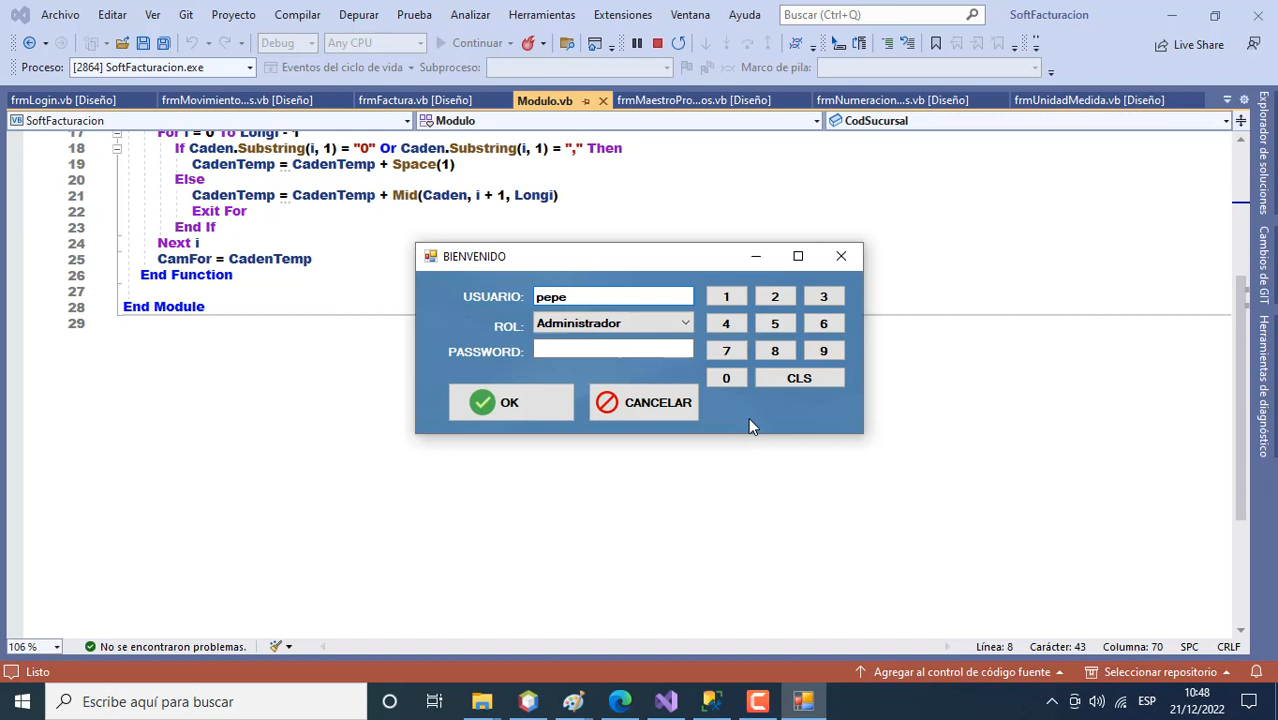 Archivo Editar Ver Git Proyecto Compilar Depurar Prueba Analizar Herramientas Extensiones Ventana Ayuda Buscar (Ctrl+Q) SoftFacturacion
Debug Any CPU Continuar Live Share
Proceso: [2864] SoftFacturacion.exe Eventos del ciclo de vida Subproceso: Marco de pila:
frmLogin.vb [Diseño] frmMovimiento...s.vb [Diseño] frmFactura.vb [Diseño] Modulo.vb frmMaestroPro...os.vb [Diseño] frmNumeracion...s.vb [Diseño] frmUnidadMedida.vb [Diseño]
SoftFacturacion Modulo CodSucursal
17 For i = 0 To Longi - 1
18 If Caden.Substring(i, 1) = "0" Or Caden.Substring(i, 1) = "," Then
19 CadenTemp = CadenTemp + Space(1)
20 Else
21 CadenTemp = CadenTemp + Mid(Caden, i + 1, Longi)
22 Exit For
23 End If
24 Next i
25 CamFor = CadenTemp
26 End Function
27
28 End Module
29
BIENVENIDO
USUARIO: pepe 1 2 3
ROL: Administrador 4 5 6
PASSWORD: 7 8 9
0 CLS
OK CANCELAR
Explorador de soluciones
Cambios de GIT
Herramientas de diagnóstico
106 % No se encontraron problemas. Línea: 8 Carácter: 43 Columna: 70 SPC CRLF
Listo Agregar al control de código fuente Seleccionar repositorio
Escribe aquí para buscar ESP 10:48
21/12/2022